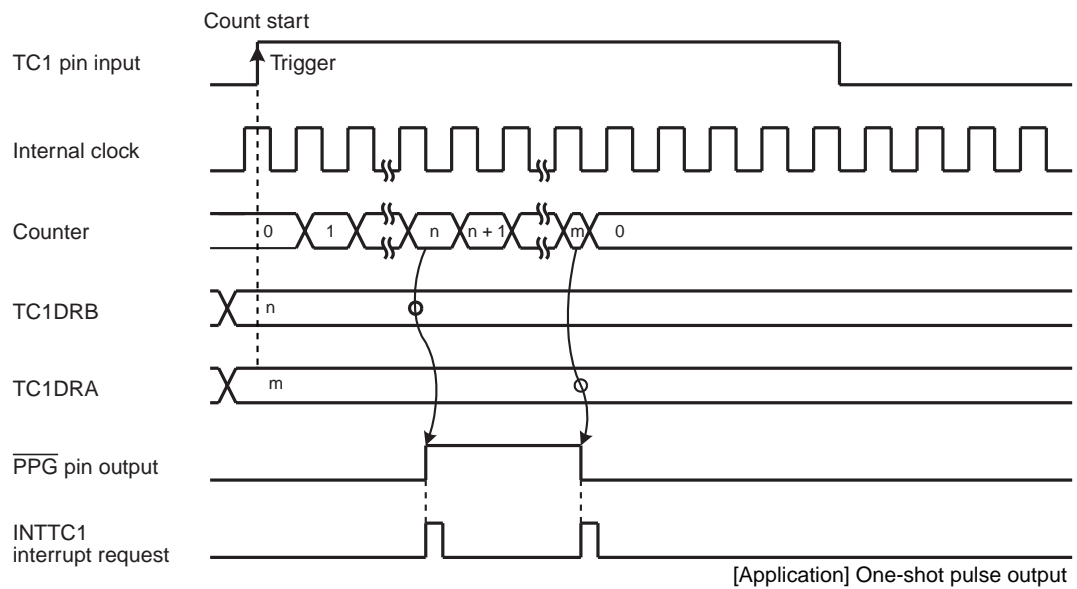 Count start
TC1 pin input
Trigger
Internal clock
Counter
0
1
n
n + 1
m
0
TC1DRB
n
TC1DRA
m
PPG pin output
INTTC1
interrupt request
[Application] One-shot pulse output